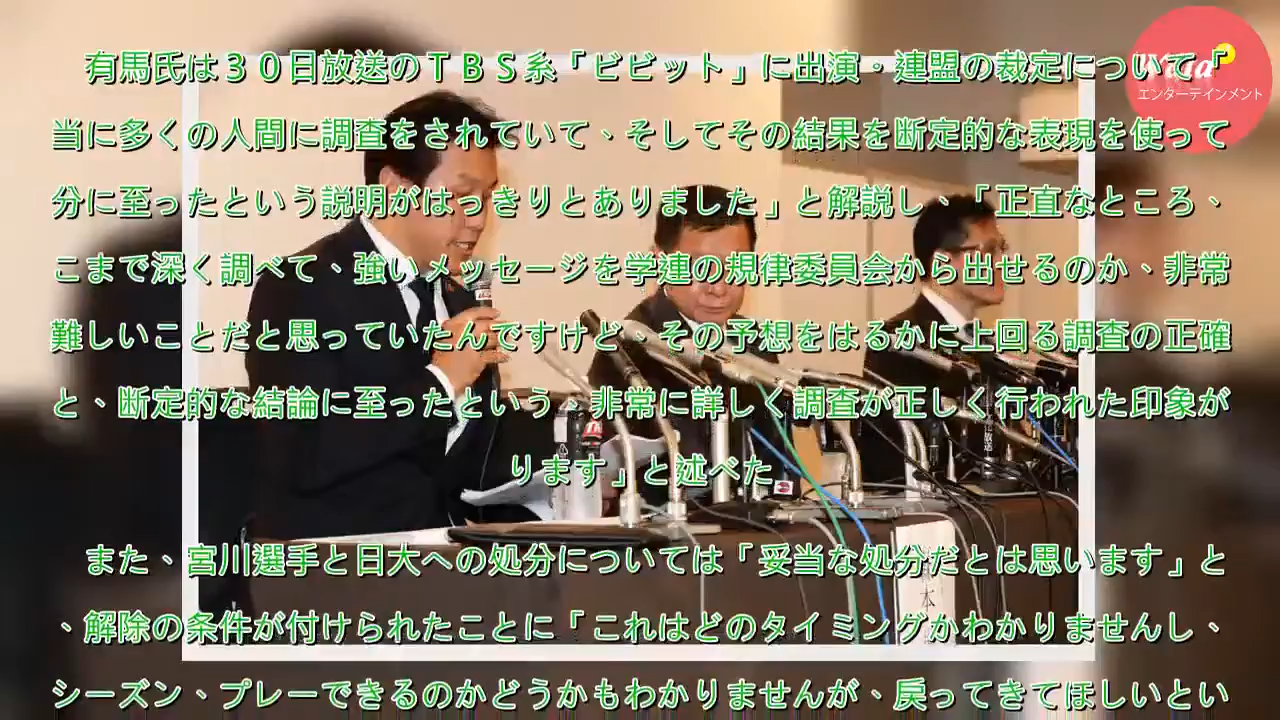 有馬氏は３０日放送のＴＢＳ系「ビビット」に出演・連盟の裁定について「
当に多くの人間に調査をされていて、そしてその結果を断定的な表現を使って
分に至ったという説明がはっきりとありました」と解説し、「正直なところ、
こまで深く調べて、強いメッセージを学連の規律委員会から出せるのか、非常
難しいことだと思っていたんですけど、その予想をはるかに上回る調査の正確
と、断定的な結論に至ったという、非常に詳しく調査が正しく行われた印象が
ります」と述べた
また、宮川選手と日大への処分については「妥当な処分だとは思います」と
、解除の条件が付けられたことに「これはどのタイミングかわかりませんし、
シーズン、プレーできるのかどうかもわかりませんが、戻ってきてほしいとい
エンターテインメント